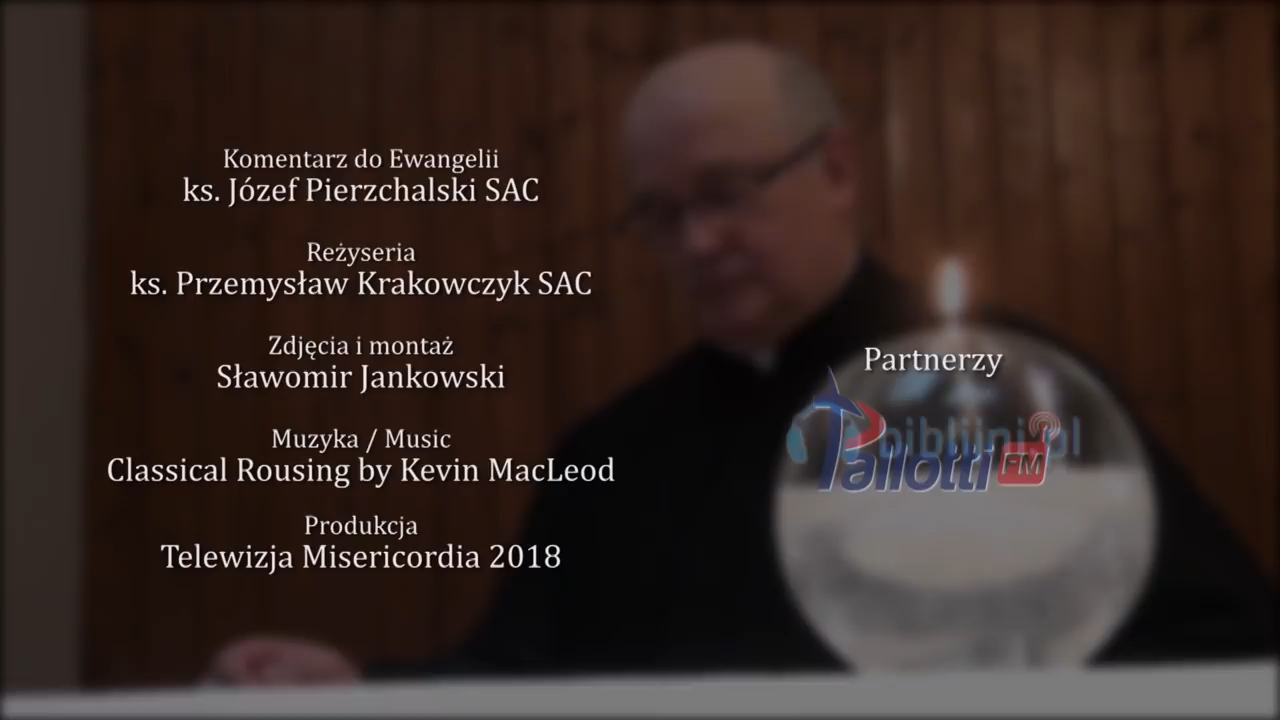 Komentarz do Ewangelii
ks. Józef Pierzchalski SAC
Reżyseria
ks. Przemysław Krakowczyk SAC
Zdjęcia i montaż
Sławomir Jankowski
Muzyka / Music
Classical Rousing by Kevin MacLeod
Produkcja
Telewizja Misericordia 2018
Partnerzy
Pallotti FM